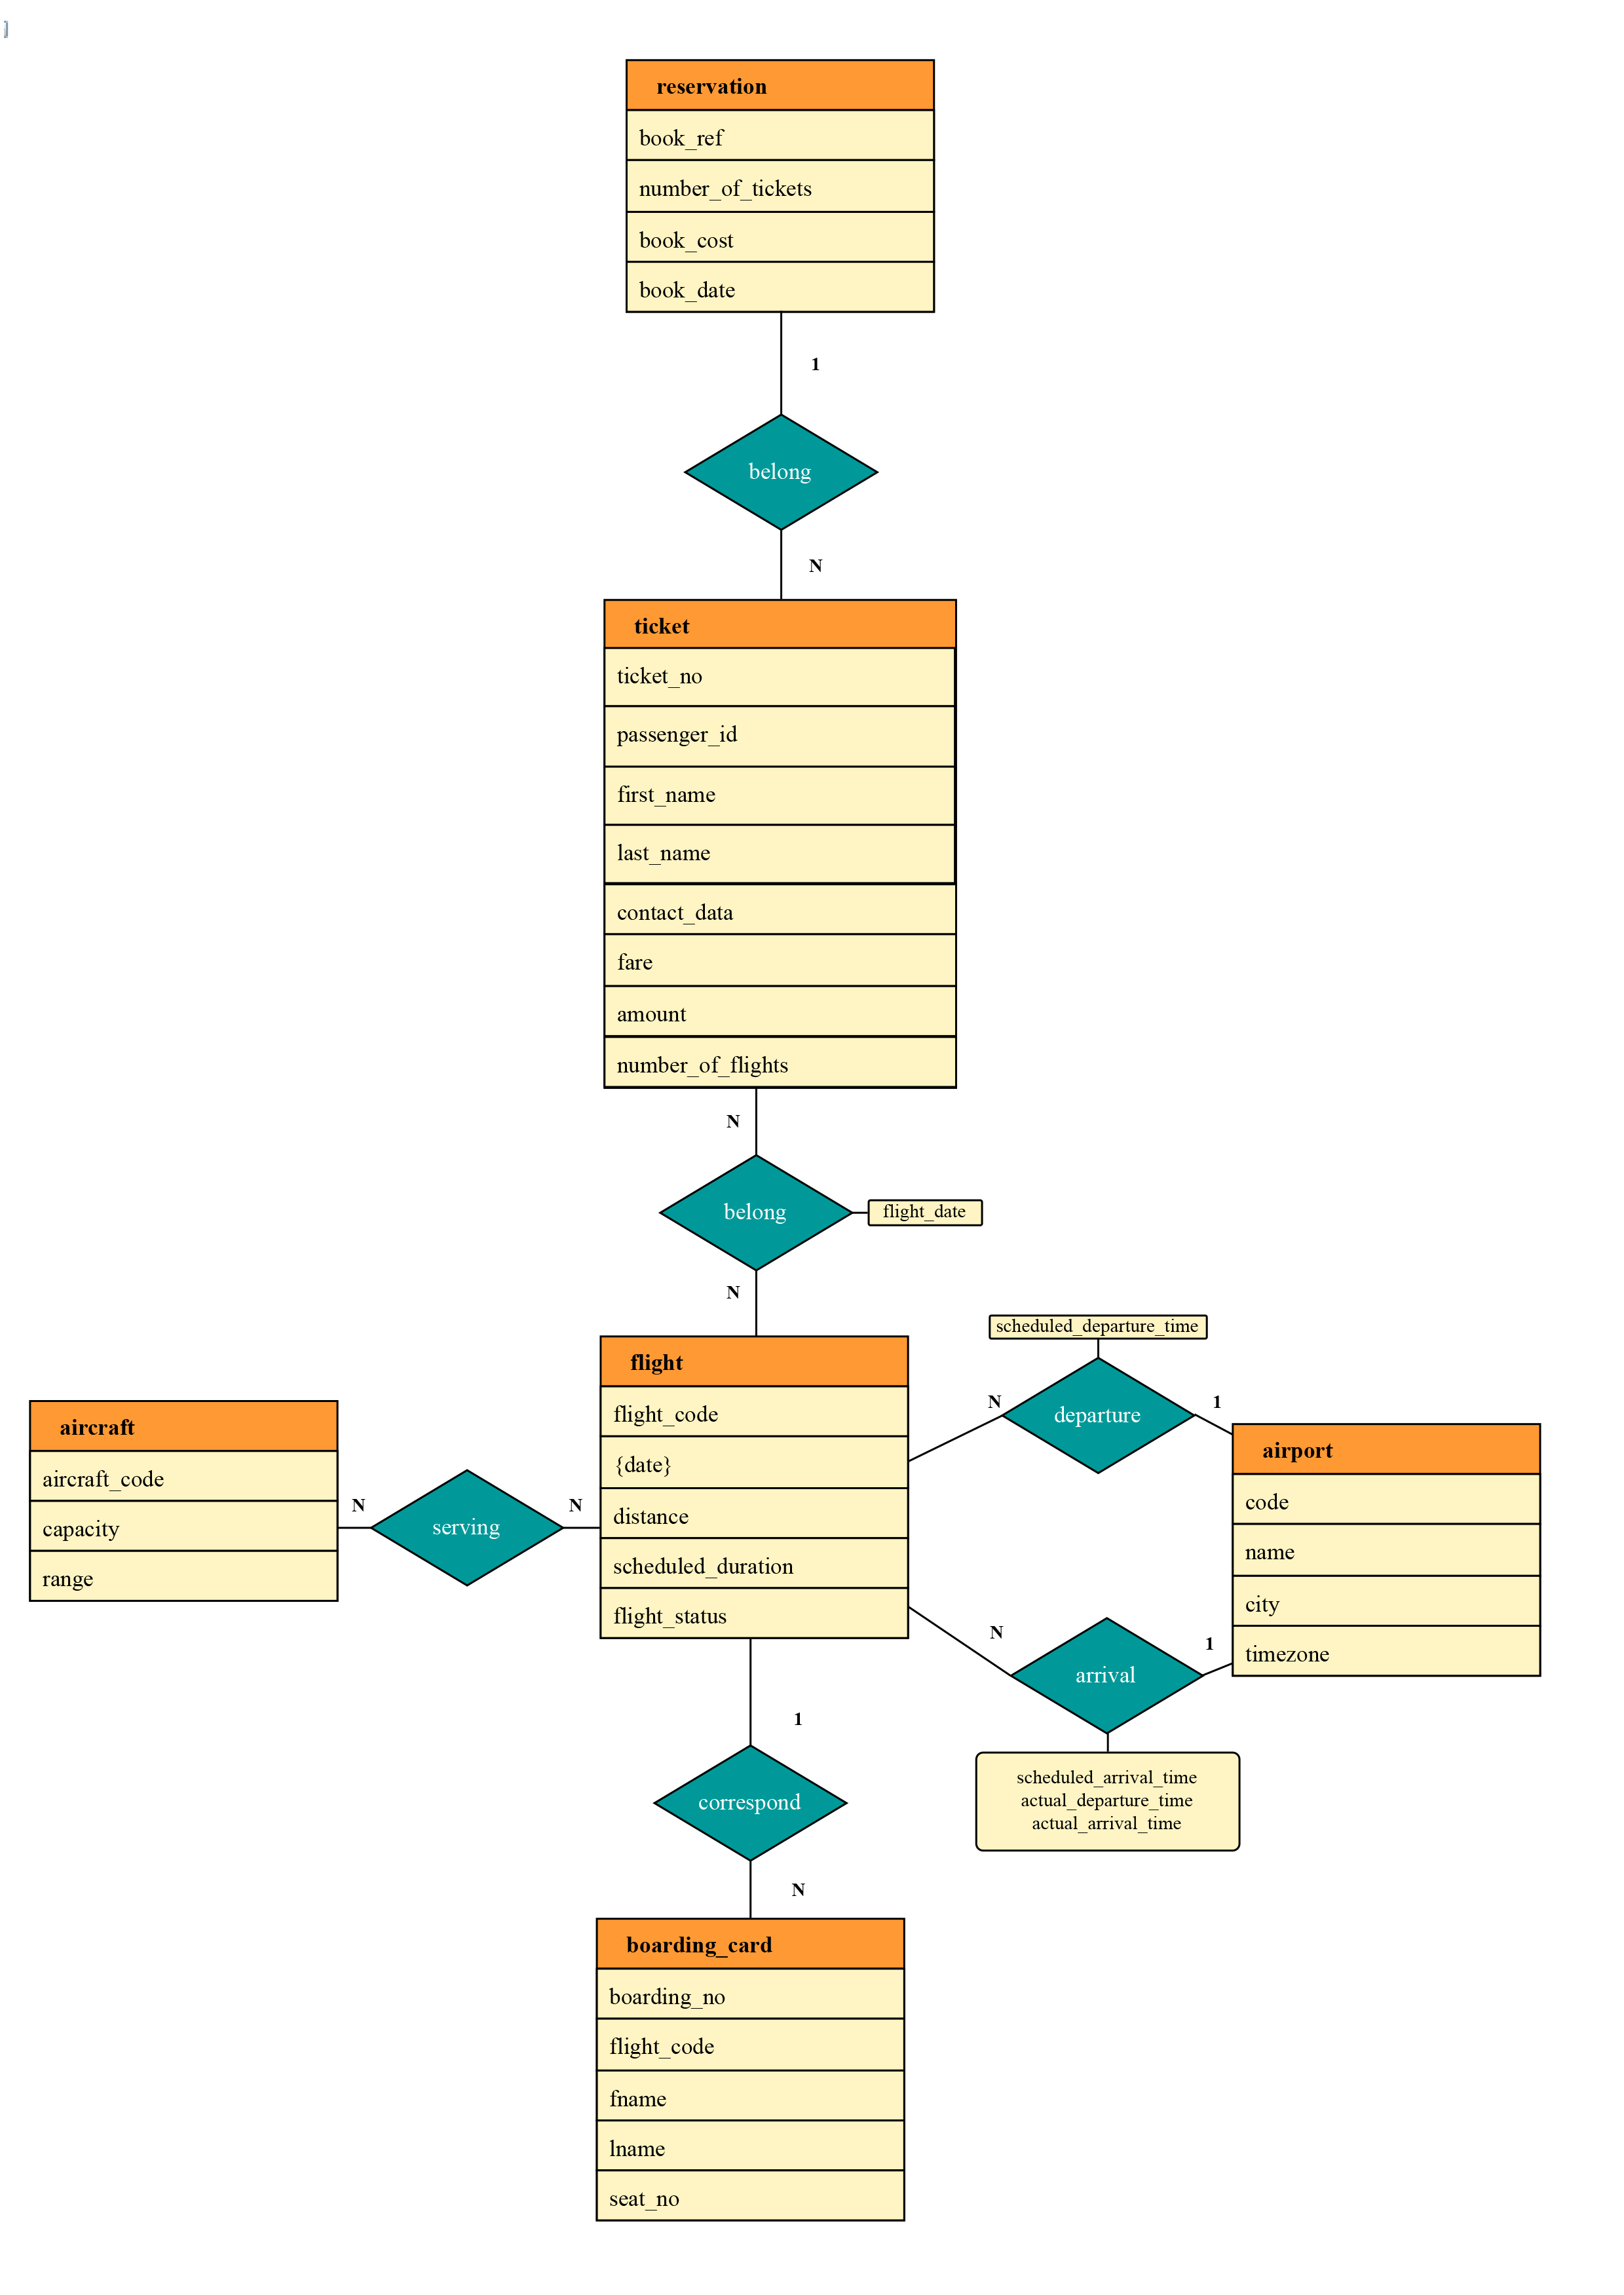 reservation
book_ref
number_of_tickets
book_cost
book_date
1
belong
N
ticket
ticket_no
passenger_id
first_name
last_name
contact_data
fare
amount
number_of_flights
N
belong
flight_date
N
scheduled_departure_time
flight
flight_code
{date}
distance
scheduled_duration
flight_status
N
departure
1
aircraft
aircraft_code
capacity
range
N
serving
N
airport
code
name
city
timezone
N
arrival
1
scheduled_arrival_time
actual_departure_time
actual_arrival_time
1
correspond
N
boarding_card
boarding_no
flight_code
fname
lname
seat_no